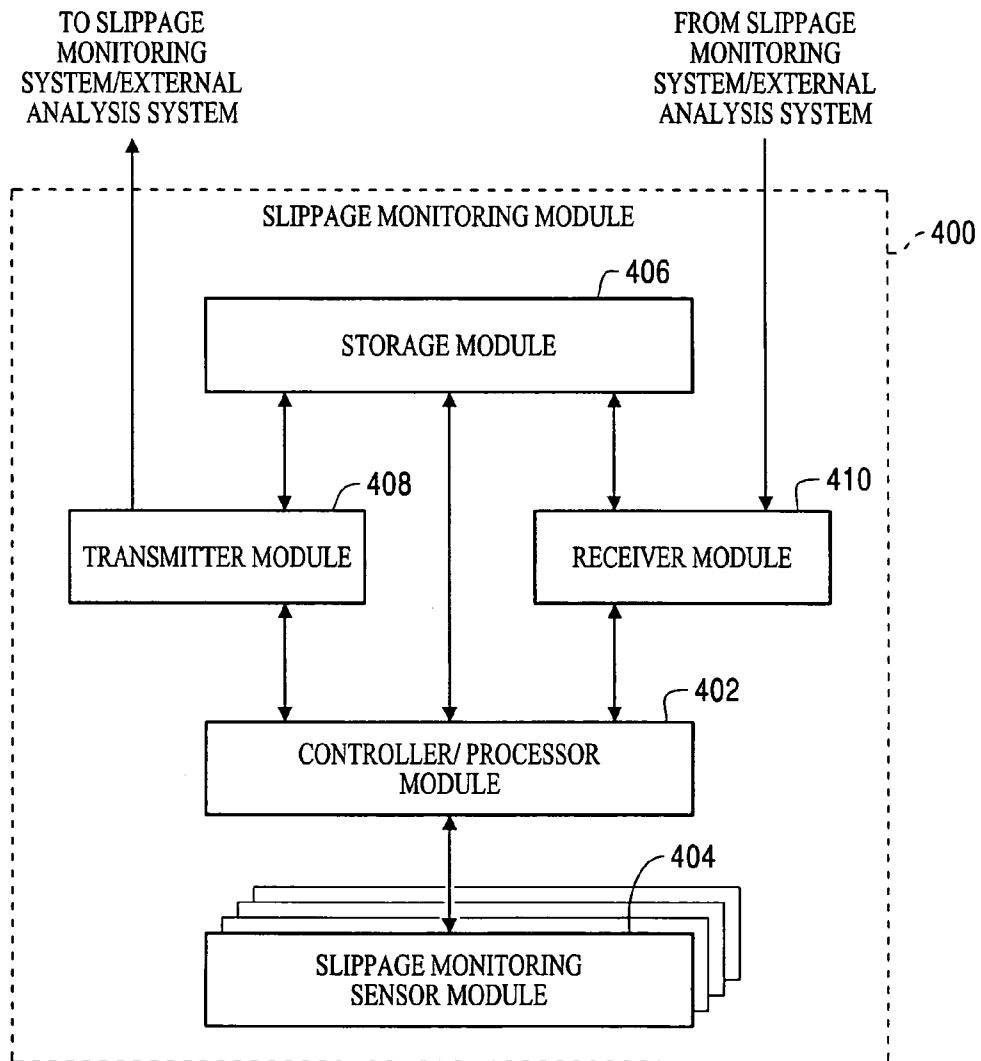 TO SLIPPAGE
MONITORING
SYSTEM/EXTERNAL
ANALYSIS SYSTEM
FROM SLIPPAGE
MONITORING
SYSTEM/EXTERNAL
ANALYSIS SYSTEM
SLIPPAGE MONITORING MODULE
400
406
STORAGE MODULE
408
TRANSMITTER MODULE
410
RECEIVER MODULE
402
CONTROLLER/ PROCESSOR
MODULE
404
SLIPPAGE MONITORING
SENSOR MODULE